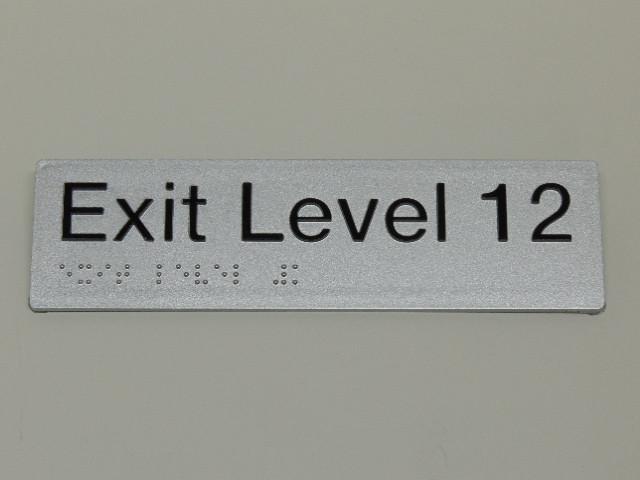 Exit Level 12
⠑⠭⠊⠞ ⠇⠑⠧⠑⠇ ⠼⠃